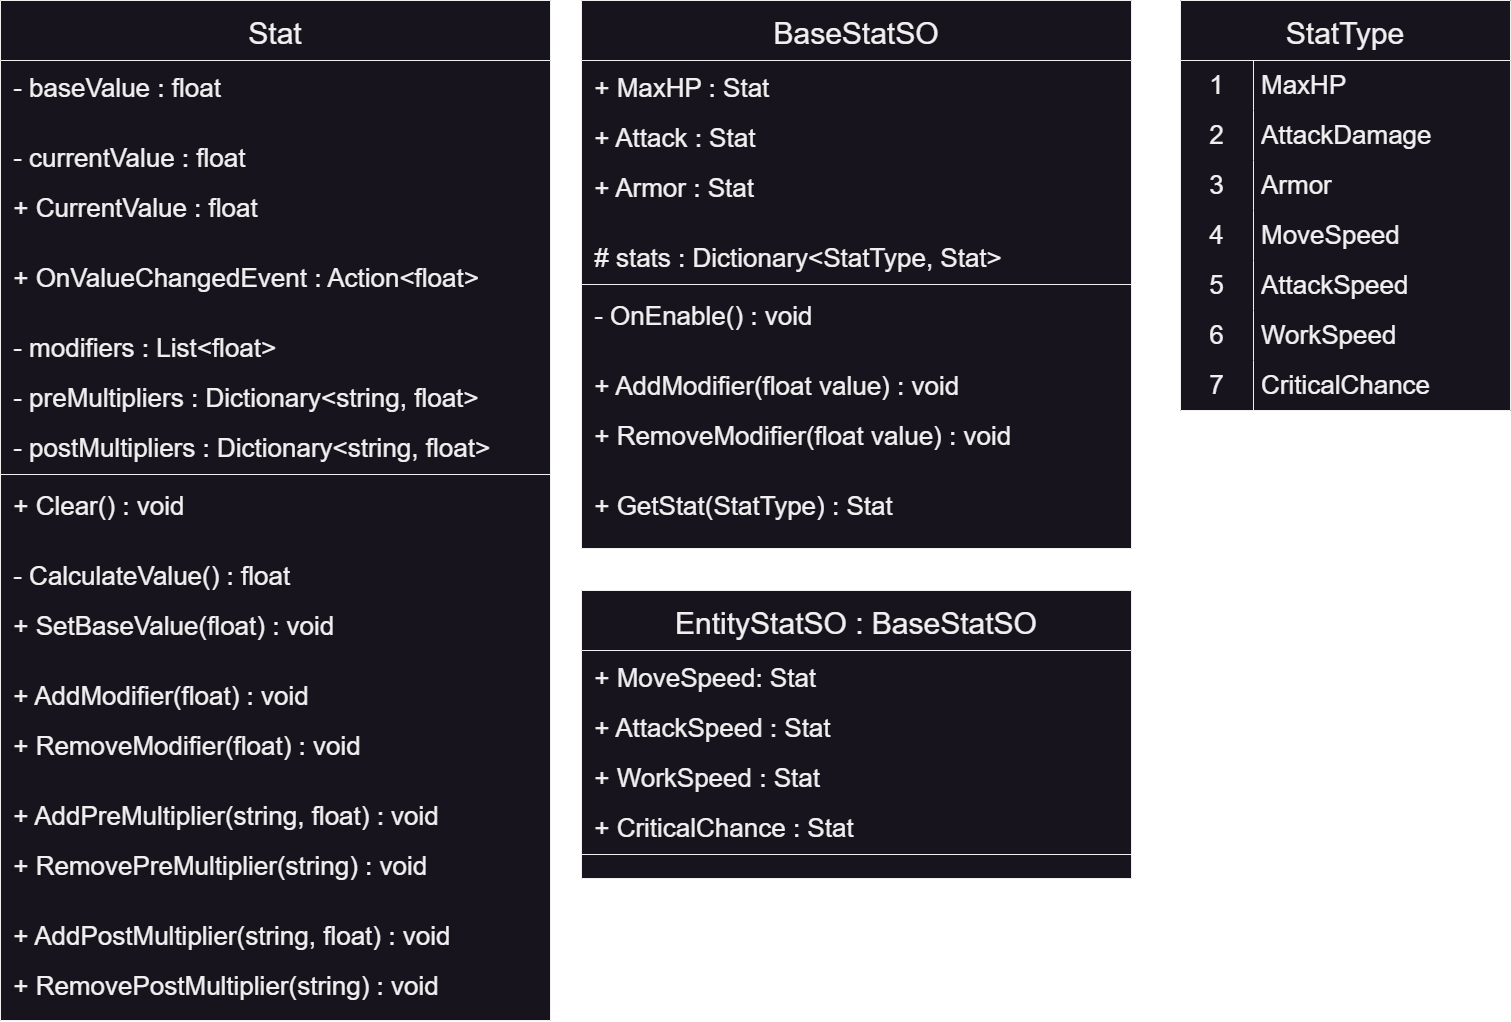 Stat
- baseValue : float
- currentValue : float
+ CurrentValue : float
+ OnValueChangedEvent : Action<float>
- modifiers : List<float>
- preMultipliers : Dictionary<string, float>
- postMultipliers : Dictionary<string, float>
+ Clear() : void
- CalculateValue() : float
+ SetBaseValue(float) : void
+ AddModifier(float) : void
+ RemoveModifier(float) : void
+ AddPreMultiplier(string, float) : void
+ RemovePreMultiplier(string) : void
+ AddPostMultiplier(string, float) : void
+ RemovePostMultiplier(string) : void
BaseStatSO
+ MaxHP : Stat
+ Attack : Stat
+ Armor : Stat
# stats : Dictionary<StatType, Stat>
- OnEnable() : void
+ AddModifier(float value) : void
+ RemoveModifier(float value) : void
+ GetStat(StatType) : Stat
EntityStatSO : BaseStatSO
+ MoveSpeed: Stat
+ AttackSpeed : Stat
+ WorkSpeed : Stat
+ CriticalChance : Stat
StatType
1 MaxHP
2 AttackDamage
3 Armor
4 MoveSpeed
5 AttackSpeed
6 WorkSpeed
7 CriticalChance